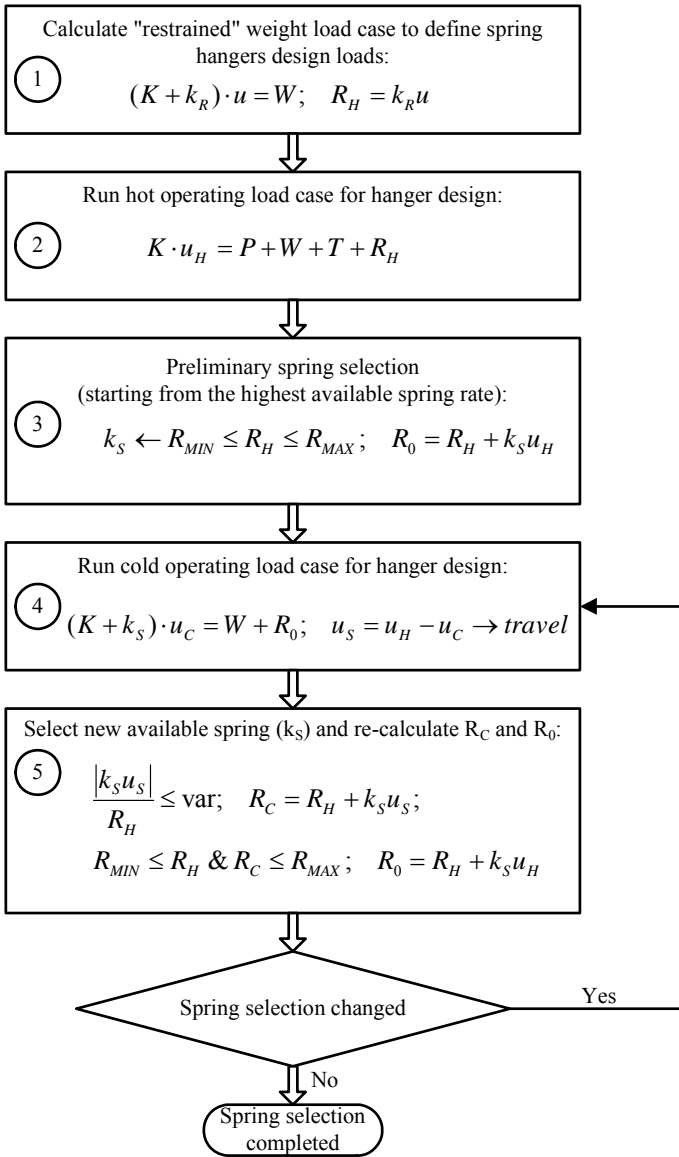 Calculate "restrained" weight load case to define spring
hangers design loads:
1
(K + k_R) · u = W; R_H = k_R u
Run hot operating load case for hanger design:
2
K · u_H = P + W + T + R_H
Preliminary spring selection
(starting from the highest available spring rate):
3
k_S ← R_MIN ≤ R_H ≤ R_MAX; R_0 = R_H + k_S u_H
Run cold operating load case for hanger design:
4
(K + k_S) · u_C = W + R_0; u_S = u_H − u_C → travel
Select new available spring (k_S) and re-calculate R_C and R_0:
5
|k_S u_S| / R_H ≤ var; R_C = R_H + k_S u_S;
R_MIN ≤ R_H & R_C ≤ R_MAX; R_0 = R_H + k_S u_H
Spring selection changed
Yes
No
Spring selection
completed